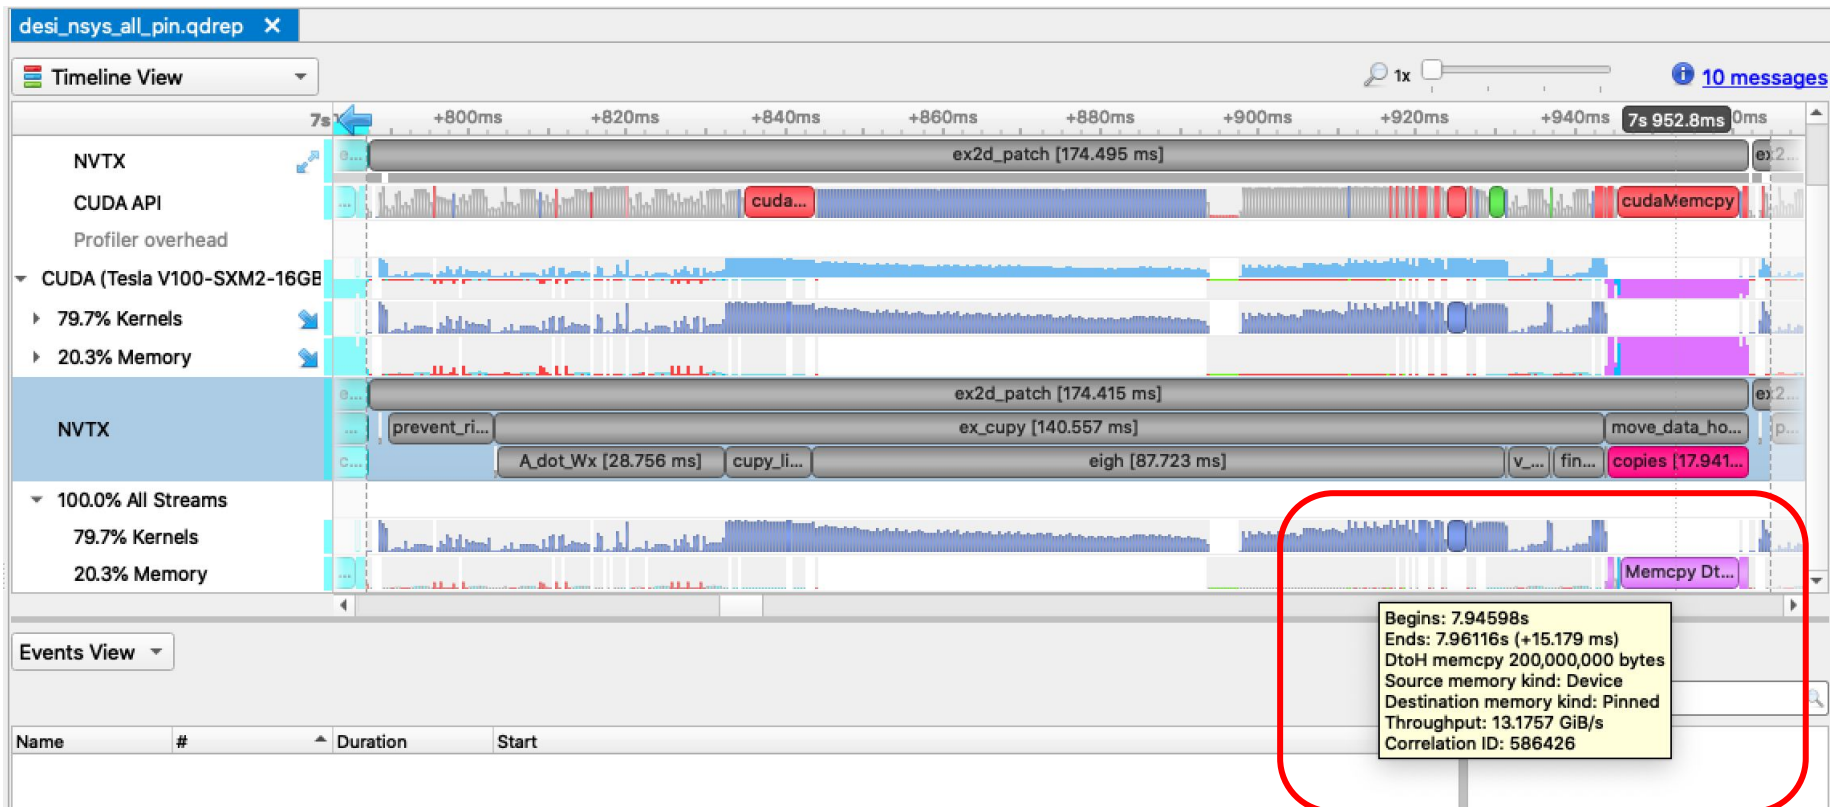 desi_nsys_all_pin.qdrep ✕
Timeline View
1x
10 messages
7s
+800ms +820ms +840ms +860ms +880ms +900ms +920ms +940ms 7s 952.8ms 0ms
NVTX
e... ex2d_patch [174.495 ms] ex2...
CUDA API
... cuda... cudaMemcpy
Profiler overhead
CUDA (Tesla V100-SXM2-16GB
79.7% Kernels
20.3% Memory
e... ex2d_patch [174.415 ms] ex2...
NVTX
... prevent_ri... ex_cupy [140.557 ms] move_data_ho... p...
c... A_dot_Wx [28.756 ms] cupy_li... eigh [87.723 ms] v_... fin... copies [17.941...
100.0% All Streams
79.7% Kernels
20.3% Memory
... Memcpy Dt...
Begins: 7.94598s
Ends: 7.96116s (+15.179 ms)
DtoH memcpy 200,000,000 bytes
Source memory kind: Device
Destination memory kind: Pinned
Throughput: 13.1757 GiB/s
Correlation ID: 586426
Events View
Name # Duration Start